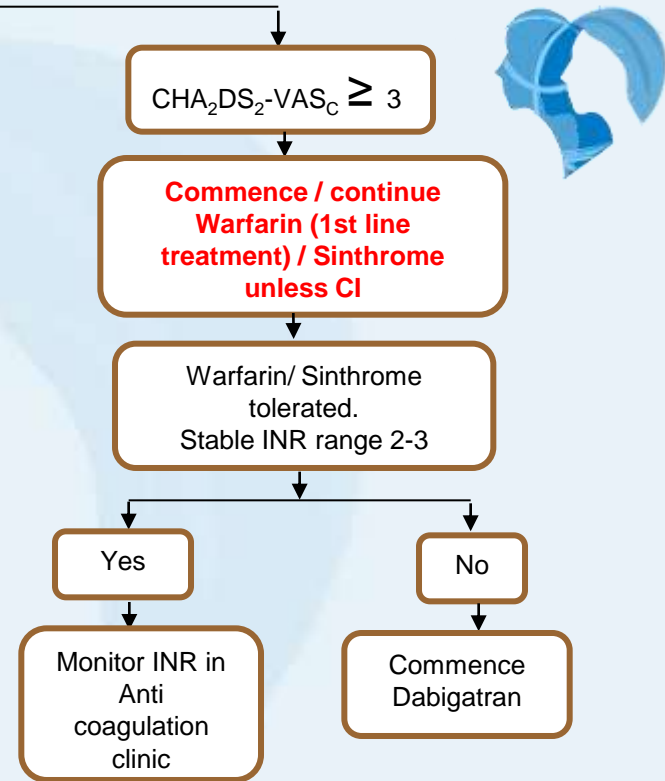 CHA₂DS₂-VASC ≥ 3
Commence / continue
Warfarin (1st line
treatment) / Sinthrome
unless CI
Warfarin/ Sinthrome
tolerated.
Stable INR range 2-3
Yes
No
Monitor INR in
Anti
coagulation
clinic
Commence
Dabigatran